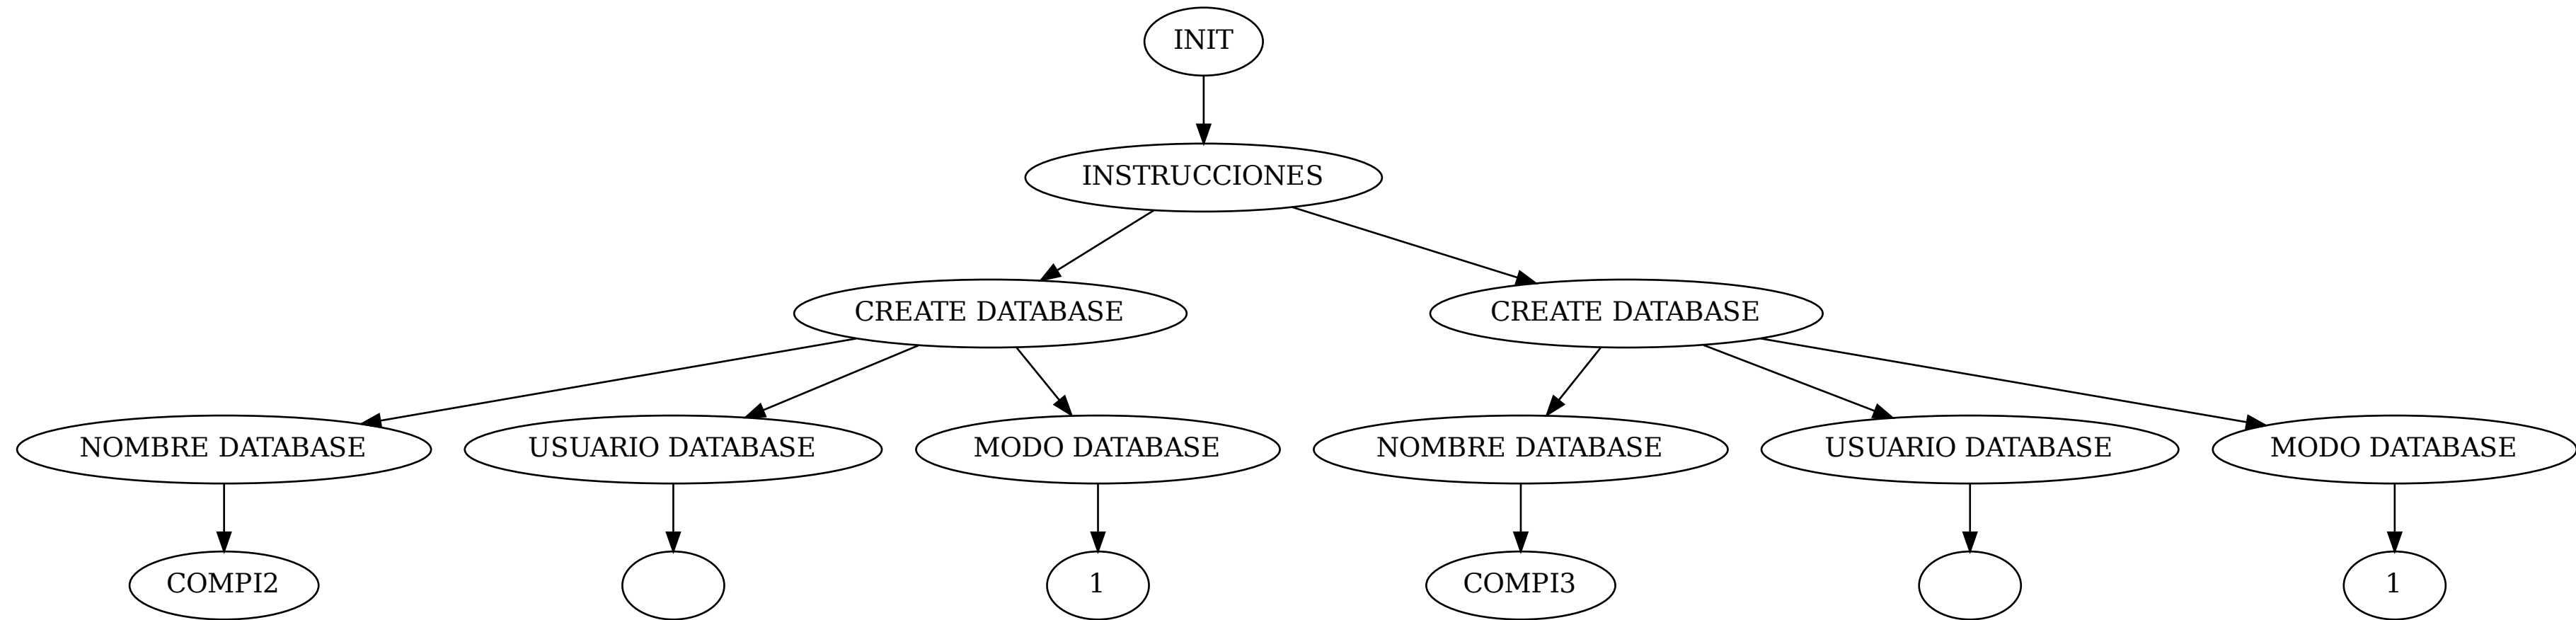 INIT
INSTRUCCIONES
CREATE DATABASE
CREATE DATABASE
NOMBRE DATABASE
USUARIO DATABASE
MODO DATABASE
NOMBRE DATABASE
USUARIO DATABASE
MODO DATABASE
COMPI2
1
COMPI3
1